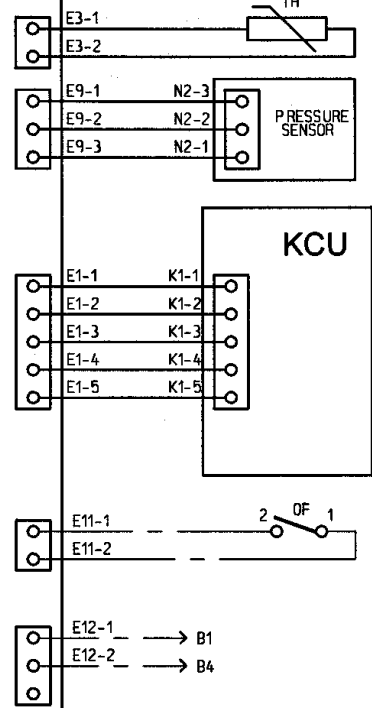 TH
E3-1
E3-2
E9-1 N2-3
E9-2 N2-2
E9-3 N2-1
PRESSURE
SENSOR
KCU
E1-1 K1-1
E1-2 K1-2
E1-3 K1-3
E1-4 K1-4
E1-5 K1-5
E11-1 2 OF 1
E11-2
E12-1 B1
E12-2 B4